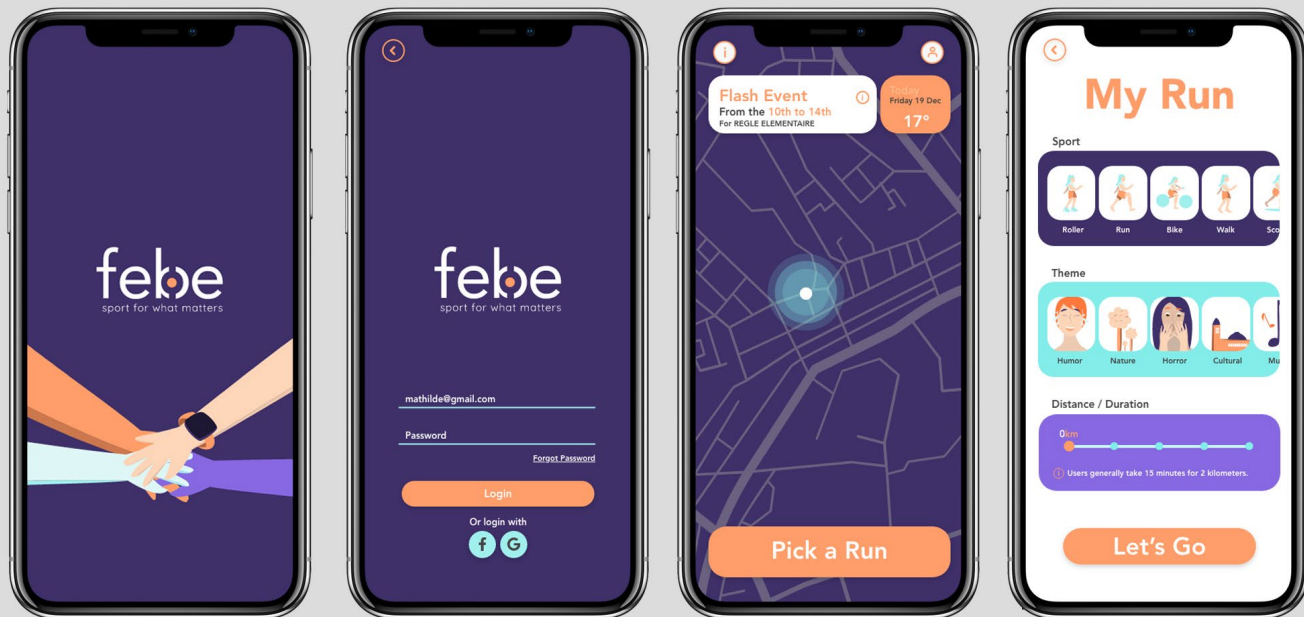 febe
sport for what matters
febe
sport for what matters
mathilde@gmail.com
Password
Forgot Password
Login
Or login with
f G
i
Flash Event
i
From the 10th to 14th
For REGLE ELEMENTAIRE
Today
Friday 19 Dec
17°
Pick a Run
My Run
Sport
Roller Run Bike Walk Sco
Theme
Humor Nature Horror Cultural Mu
Distance / Duration
0km
i Users generally take 15 minutes for 2 kilometers.
Let's Go